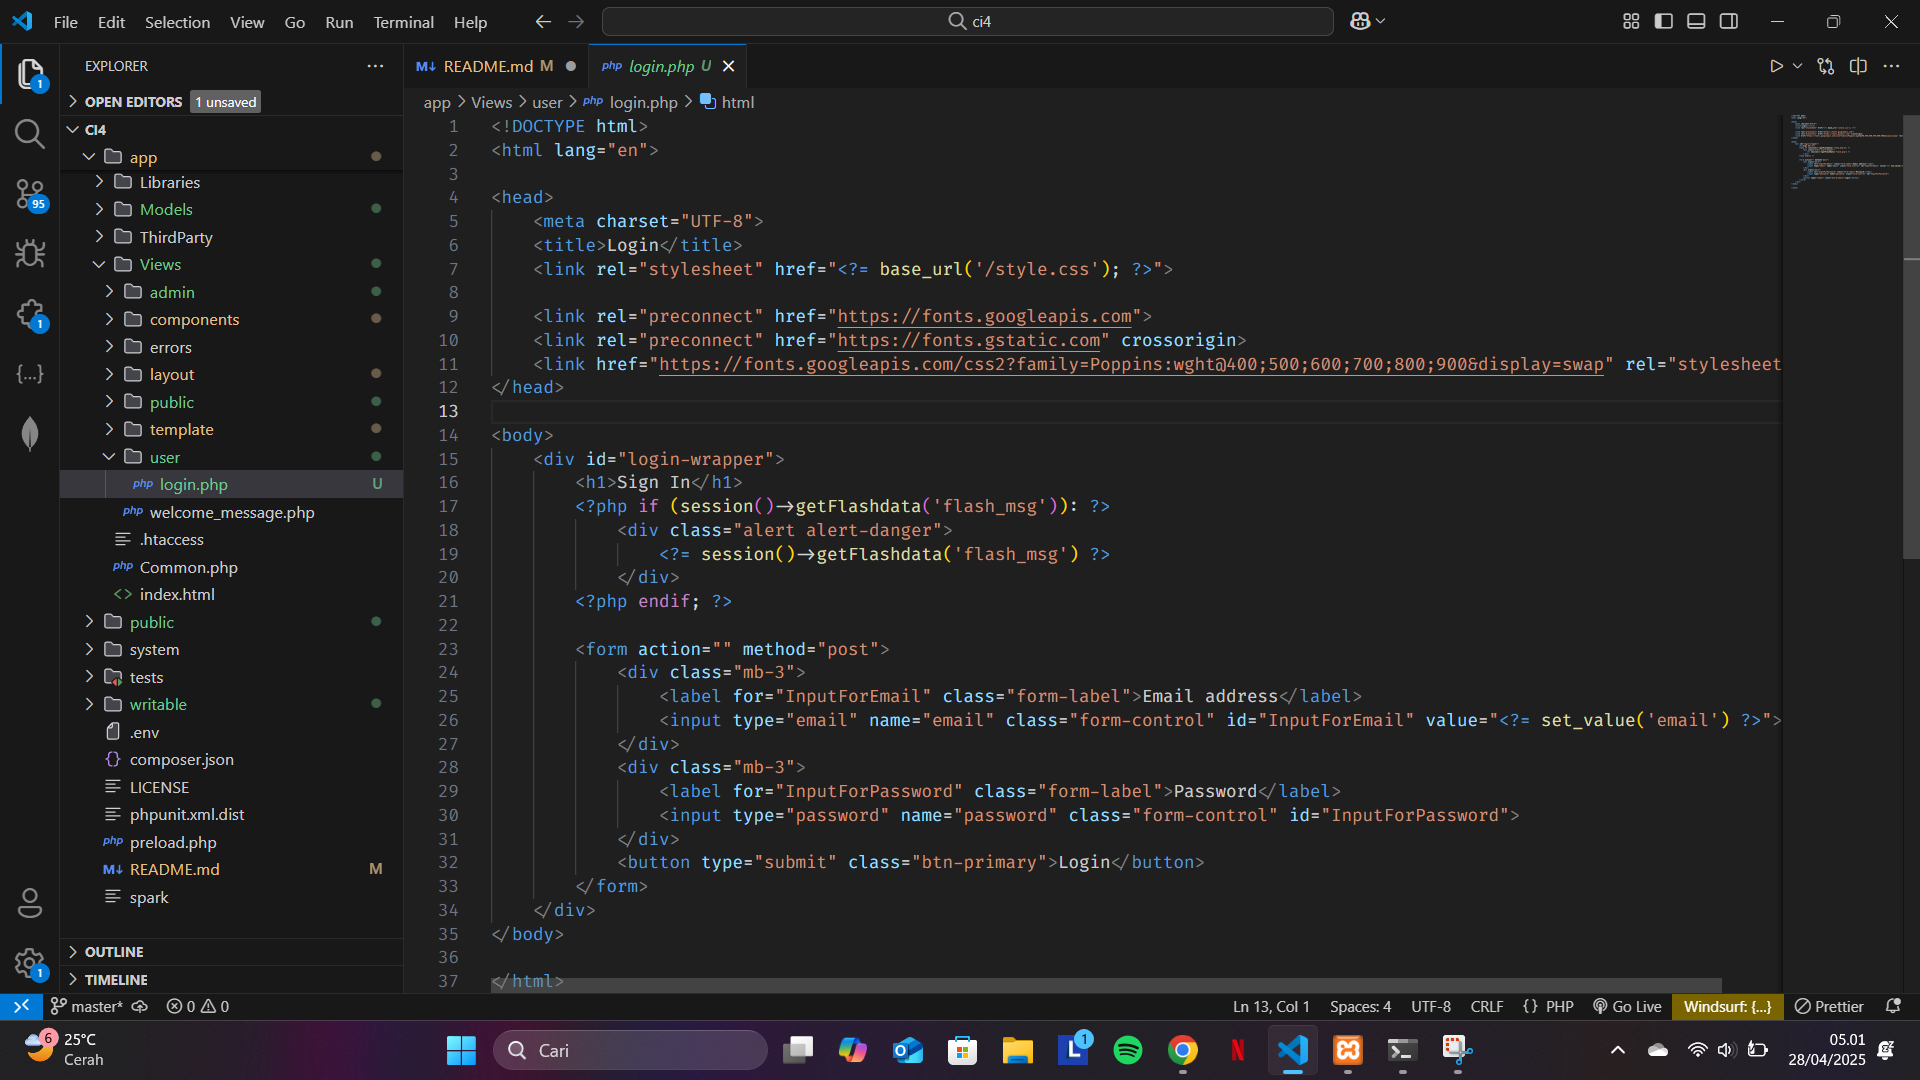 File Edit Selection View Go Run Terminal Help
ci4
EXPLORER
OPEN EDITORS 1 unsaved
CI4
app
Libraries
Models
ThirdParty
Views
admin
components
errors
layout
public
template
user
php login.php U
php welcome_message.php
.htaccess
php Common.php
<> index.html
public
system
tests
writable
.env
{} composer.json
LICENSE
phpunit.xml.dist
php preload.php
M↓ README.md M
spark
OUTLINE
TIMELINE
1
95
1
1
M↓ README.md M ● php login.php U
app > Views > user > php login.php > html
1 <!DOCTYPE html>
2 <html lang="en">
3
4 <head>
5 <meta charset="UTF-8">
6 <title>Login</title>
7 <link rel="stylesheet" href="<?= base_url('/style.css'); ?>">
8
9 <link rel="preconnect" href="https://fonts.googleapis.com">
10 <link rel="preconnect" href="https://fonts.gstatic.com" crossorigin>
11 <link href="https://fonts.googleapis.com/css2?family=Poppins:wght@400;500;600;700;800;900&display=swap" rel="stylesheet
12 </head>
13
14 <body>
15 <div id="login-wrapper">
16 <h1>Sign In</h1>
17 <?php if (session()->getFlashdata('flash_msg')): ?>
18 <div class="alert alert-danger">
19 <?= session()->getFlashdata('flash_msg') ?>
20 </div>
21 <?php endif; ?>
22
23 <form action="" method="post">
24 <div class="mb-3">
25 <label for="InputForEmail" class="form-label">Email address</label>
26 <input type="email" name="email" class="form-control" id="InputForEmail" value="<?= set_value('email') ?>">
27 </div>
28 <div class="mb-3">
29 <label for="InputForPassword" class="form-label">Password</label>
30 <input type="password" name="password" class="form-control" id="InputForPassword">
31 </div>
32 <button type="submit" class="btn-primary">Login</button>
33 </form>
34 </div>
35 </body>
36
37 </html>
master* 0 0 Ln 13, Col 1 Spaces: 4 UTF-8 CRLF {} PHP Go Live Windsurf: {...} Prettier
6 25°C
Cerah
Cari
1
05.01
28/04/2025